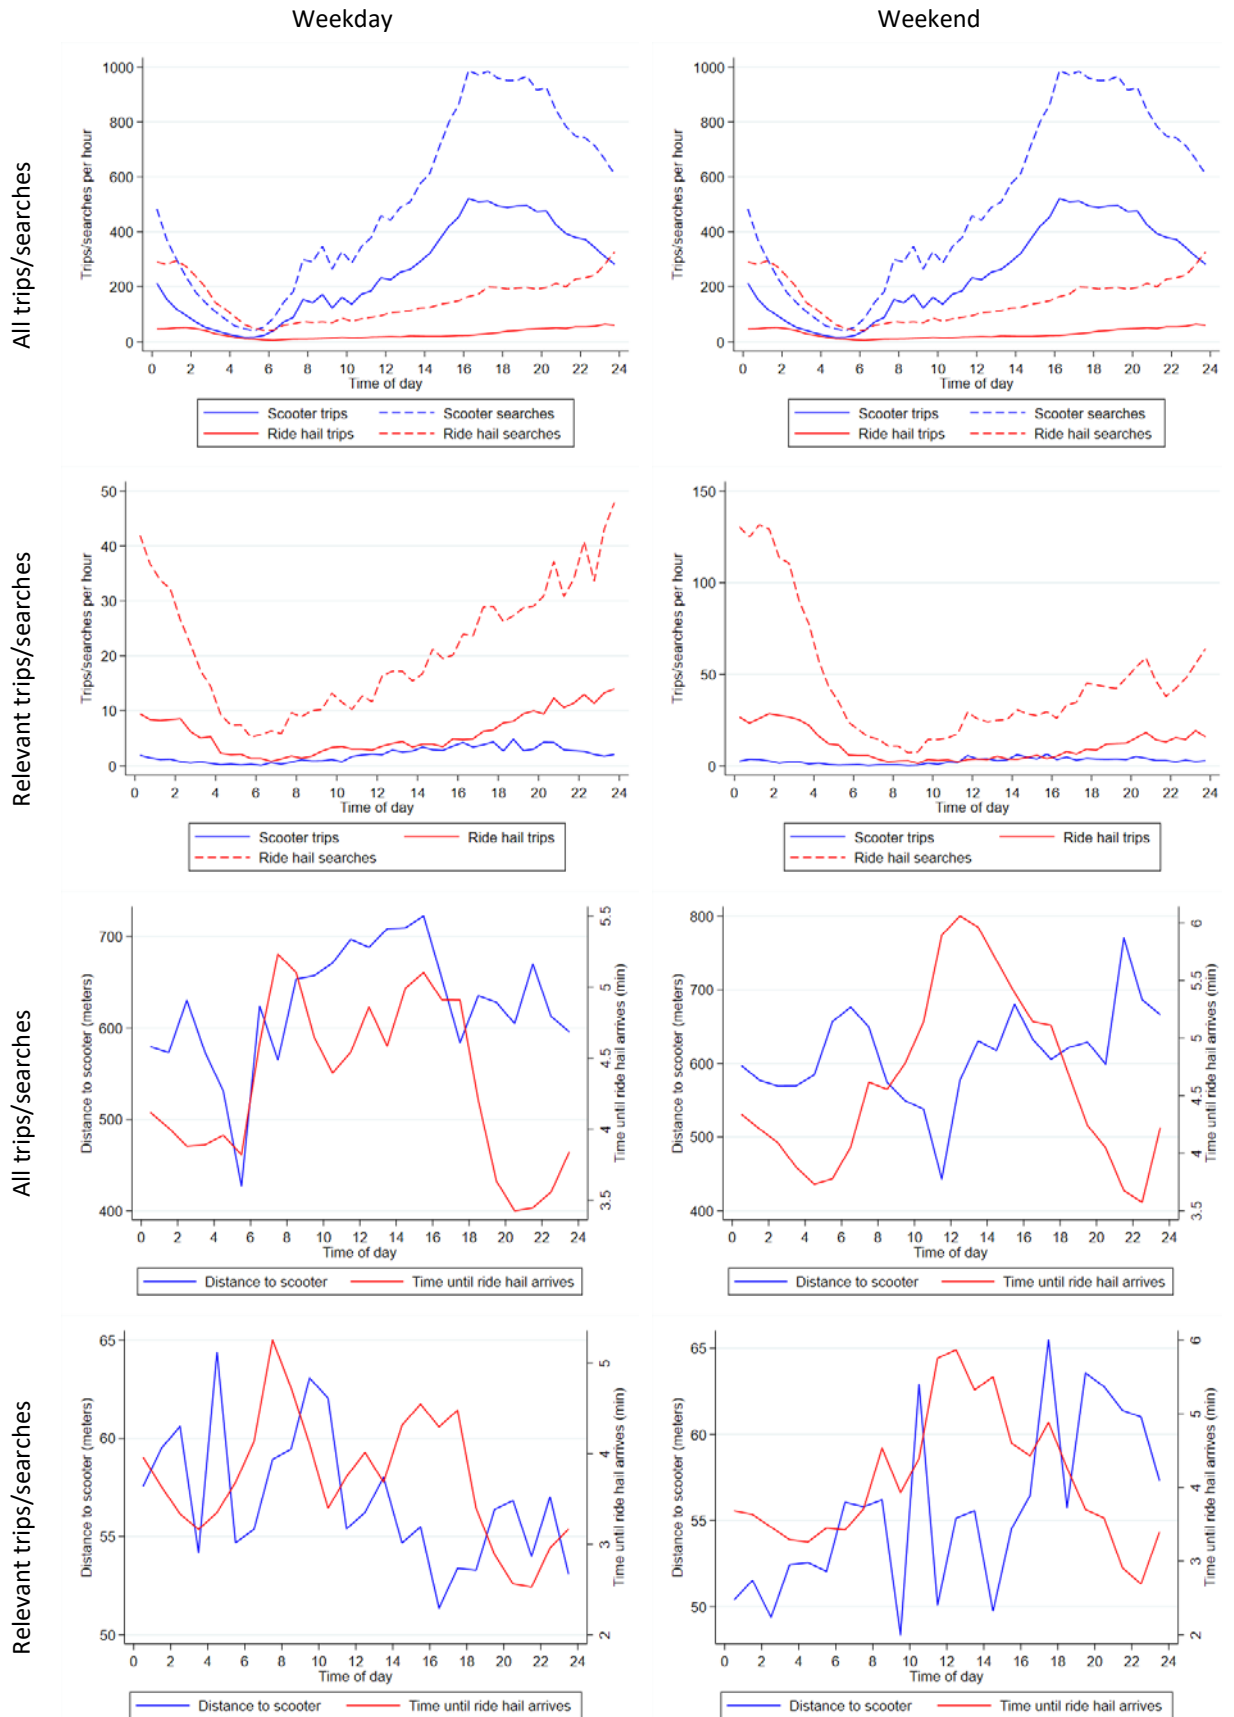 Weekday Weekend
All trips/searches
Trips/searches per hour
1000
800
600
400
200
0
0 2 4 6 8 10 12 14 16 18 20 22 24
Time of day
Scooter trips Scooter searches
Ride hail trips Ride hail searches
Trips/searches per hour
1000
800
600
400
200
0
0 2 4 6 8 10 12 14 16 18 20 22 24
Time of day
Scooter trips Scooter searches
Ride hail trips Ride hail searches
Relevant trips/searches
Trips/searches per hour
50
40
30
20
10
0
0 2 4 6 8 10 12 14 16 18 20 22 24
Time of day
Scooter trips Ride hail trips
Ride hail searches
Trips/searches per hour
150
100
50
0
0 2 4 6 8 10 12 14 16 18 20 22 24
Time of day
Scooter trips Ride hail trips
Ride hail searches
All trips/searches
Distance to scooter (meters)
700
600
500
400
5.5
5
4.5
4
3.5
Time until ride hail arrives (min)
0 2 4 6 8 10 12 14 16 18 20 22 24
Time of day
Distance to scooter Time until ride hail arrives
Distance to scooter (meters)
800
700
600
500
400
6
5.5
5
4.5
4
3.5
Time until ride hail arrives (min)
0 2 4 6 8 10 12 14 16 18 20 22 24
Time of day
Distance to scooter Time until ride hail arrives
Relevant trips/searches
Distance to scooter (meters)
65
60
55
50
5
4
3
2
Time until ride hail arrives (min)
0 2 4 6 8 10 12 14 16 18 20 22 24
Time of day
Distance to scooter Time until ride hail arrives
Distance to scooter (meters)
65
60
55
50
6
5
4
3
2
Time until ride hail arrives (min)
0 2 4 6 8 10 12 14 16 18 20 22 24
Time of day
Distance to scooter Time until ride hail arrives